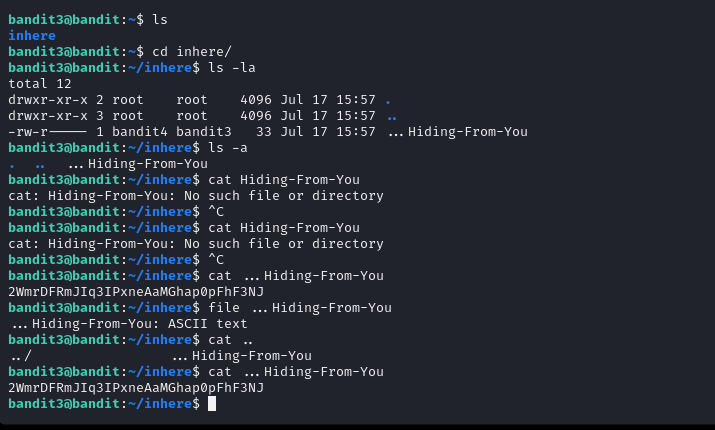 bandit3@bandit:~$ ls
inhere
bandit3@bandit:~$ cd inhere/
bandit3@bandit:~/inhere$ ls -la
total 12
drwxr-xr-x 2 root    root    4096 Jul 17 15:57 .
drwxr-xr-x 3 root    root    4096 Jul 17 15:57 ..
-rw-r----- 1 bandit4 bandit3   33 Jul 17 15:57 ...Hiding-From-You
bandit3@bandit:~/inhere$ ls -a
.  ..  ...Hiding-From-You
bandit3@bandit:~/inhere$ cat Hiding-From-You
cat: Hiding-From-You: No such file or directory
bandit3@bandit:~/inhere$ ^C
bandit3@bandit:~/inhere$ cat Hiding-From-You
cat: Hiding-From-You: No such file or directory
bandit3@bandit:~/inhere$ ^C
bandit3@bandit:~/inhere$ cat ...Hiding-From-You
2WmrDFRmJIq3IPxneAaMGhap0pFhF3NJ
bandit3@bandit:~/inhere$ file ...Hiding-From-You
...Hiding-From-You: ASCII text
bandit3@bandit:~/inhere$ cat ..
../                 ...Hiding-From-You
bandit3@bandit:~/inhere$ cat ...Hiding-From-You
2WmrDFRmJIq3IPxneAaMGhap0pFhF3NJ
bandit3@bandit:~/inhere$